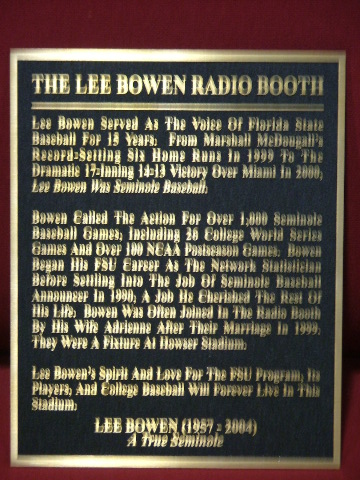 THE LEE BOWEN RADIO BOOTH
Lee Bowen Served As The Voice Of Florida State
Baseball For 15 Years. From Marshall McDougall's
Record-Setting Six Home Runs In 1999 To The
Dramatic 17-Inning 14-13 Victory Over Miami In 2000,
Lee Bowen Was Seminole Baseball.
Bowen Called The Action For Over 1,000 Seminole
Baseball Games, Including 28 College World Series
Games And Over 100 NCAA Postseason Games. Bowen
Began His FSU Career As The Network Statistician
Before Settling Into The Job Of Seminole Baseball
Announcer In 1990, A Job He Cherished The Rest Of
His Life. Bowen Was Often Joined In The Radio Booth
By His Wife Adrienne After Their Marriage In 1999.
They Were A Fixture At Howser Stadium.
Lee Bowen's Spirit And Love For The FSU Program, Its
Players, And College Baseball Will Forever Live In This
Stadium.
LEE BOWEN (1957 - 2004)
A True Seminole